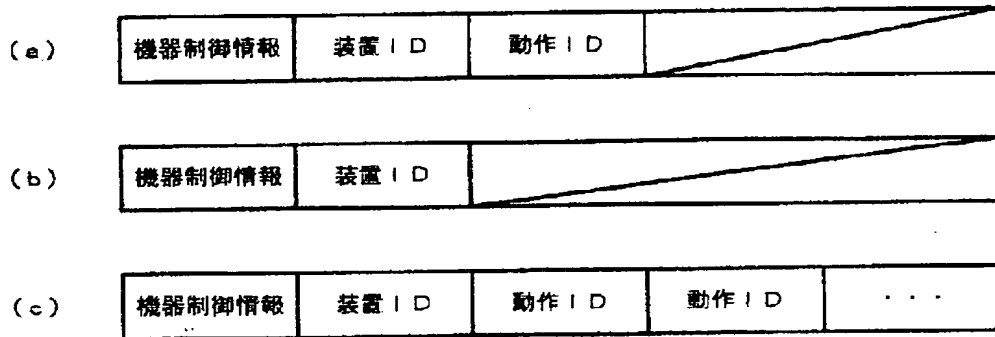 (a) 機器制御情報 装置ID 動作ID
(b) 機器制御情報 装置ID
(c) 機器制御情報 装置ID 動作ID 動作ID ・・・